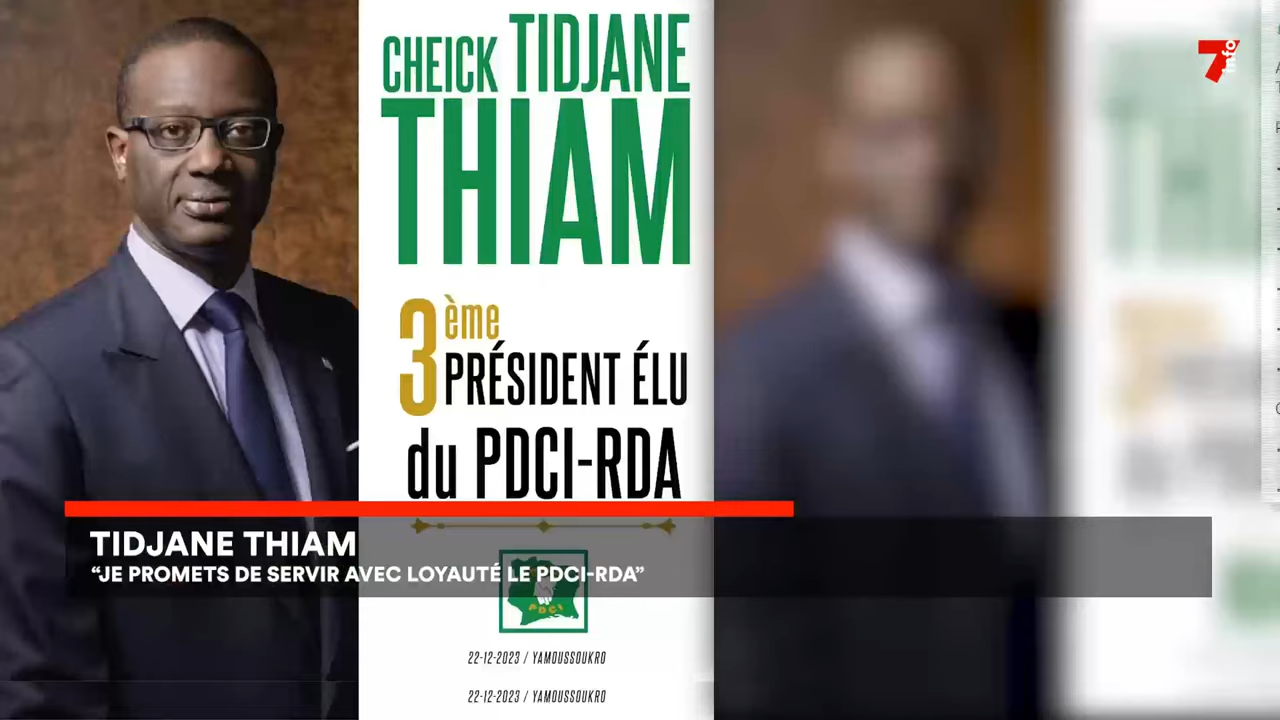 CHEICK TIDJANE
THIAM
3ème
PRÉSIDENT ÉLU
du PDCI-RDA
7info
TIDJANE THIAM
“JE PROMETS DE SERVIR AVEC LOYAUTÉ LE PDCI-RDA”
PDCI
22-12-2023 / YAMOUSSOUKRO
22-12-2023 / YAMOUSSOUKRO